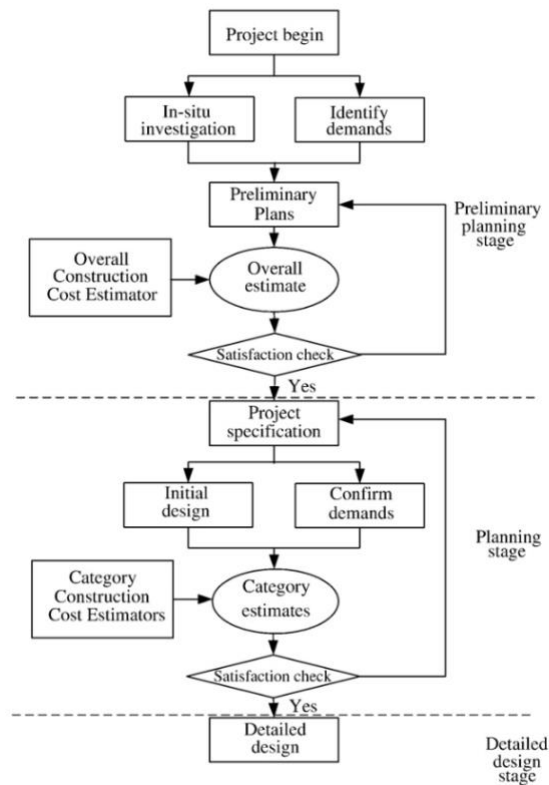 Project begin
In-situ
investigation
Identify
demands
Preliminary
Plans
Preliminary
planning
stage
Overall
Construction
Cost Estimator
Overall
estimate
Satisfaction check
Yes
Project
specification
Initial
design
Confirm
demands
Planning
stage
Category
Construction
Cost Estimators
Category
estimates
Satisfaction check
Yes
Detailed
design
Detailed
design
stage